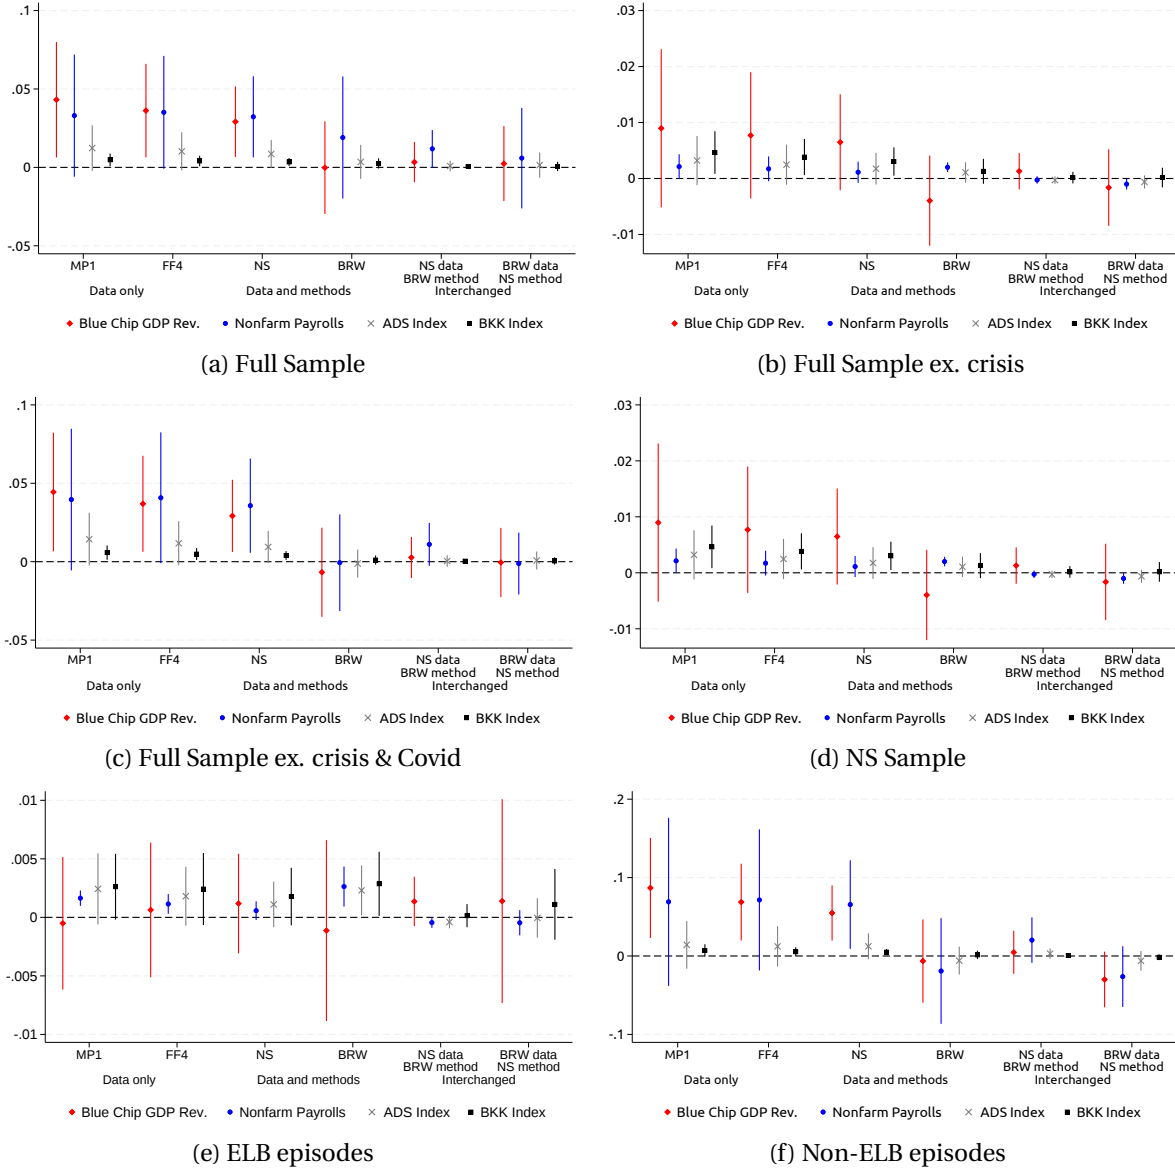 .1
.05
0
-.05
MP1 FF4 NS BRW NS data BRW data
BRW method NS method
Data only Data and methods Interchanged
Blue Chip GDP Rev. Nonfarm Payrolls ADS Index BKK Index
(a) Full Sample
.03
.02
.01
0
-.01
MP1 FF4 NS BRW NS data BRW data
BRW method NS method
Data only Data and methods Interchanged
Blue Chip GDP Rev. Nonfarm Payrolls ADS Index BKK Index
(b) Full Sample ex. crisis
.1
.05
0
-.05
MP1 FF4 NS BRW NS data BRW data
BRW method NS method
Data only Data and methods Interchanged
Blue Chip GDP Rev. Nonfarm Payrolls ADS Index BKK Index
(c) Full Sample ex. crisis & Covid
.03
.02
.01
0
-.01
MP1 FF4 NS BRW NS data BRW data
BRW method NS method
Data only Data and methods Interchanged
Blue Chip GDP Rev. Nonfarm Payrolls ADS Index BKK Index
(d) NS Sample
.01
.005
0
-.005
-.01
MP1 FF4 NS BRW NS data BRW data
BRW method NS method
Data only Data and methods Interchanged
Blue Chip GDP Rev. Nonfarm Payrolls ADS Index BKK Index
(e) ELB episodes
.2
.1
0
-.1
MP1 FF4 NS BRW NS data BRW data
BRW method NS method
Data only Data and methods Interchanged
Blue Chip GDP Rev. Nonfarm Payrolls ADS Index BKK Index
(f) Non-ELB episodes